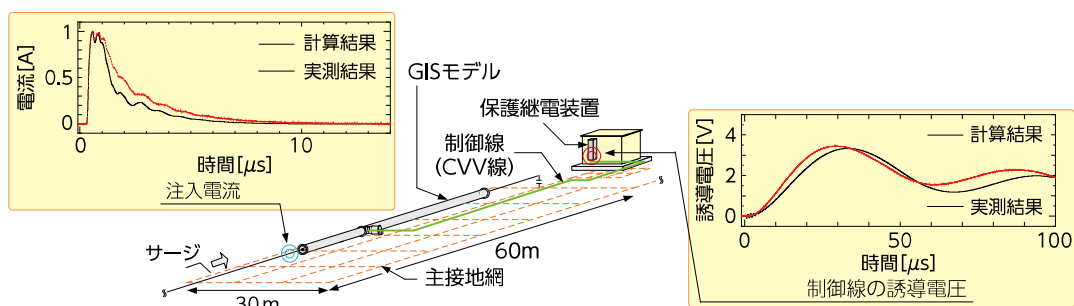 電流[A]
1
0.5
0
計算結果
実測結果
0
10
時間[μs]
注入電流
GISモデル
保護継電装置
制御線
(CVV線)
サージ
主接地網
30m
60m
誘導電圧[V]
4
2
0
計算結果
実測結果
0
50
100
時間[μs]
制御線の誘導電圧